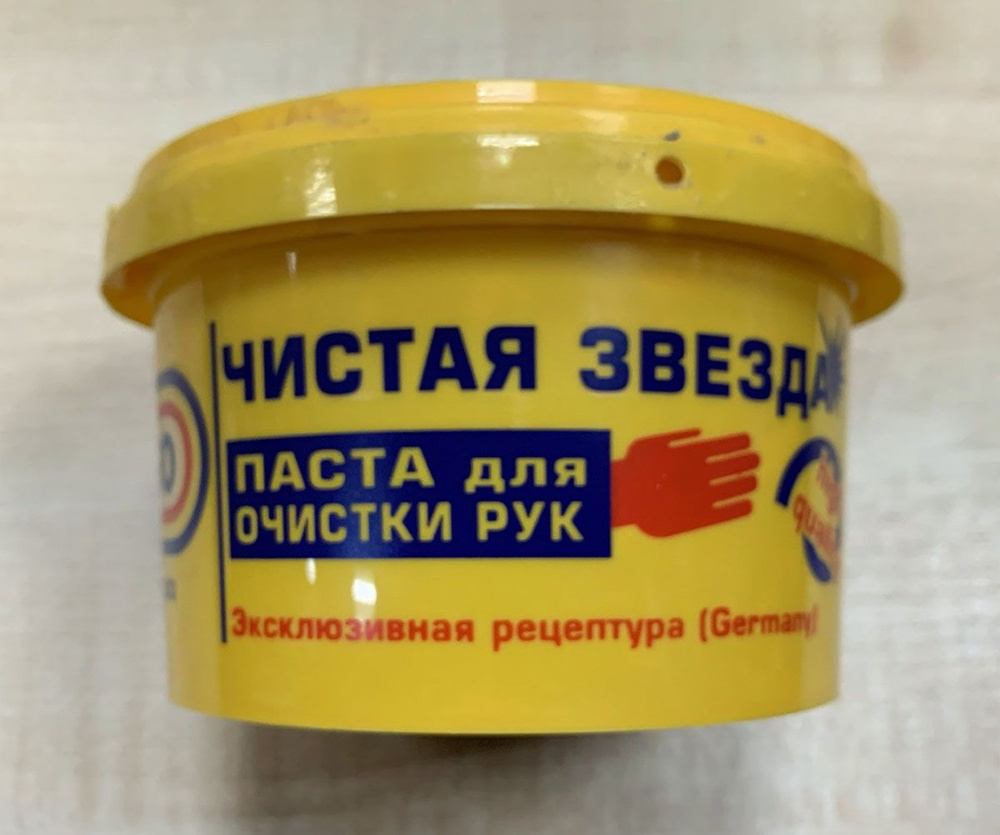 ЧИСТАЯ ЗВЕЗДА
ПАСТА для
ОЧИСТКИ РУК
Эксклюзивная рецептура (Germany)